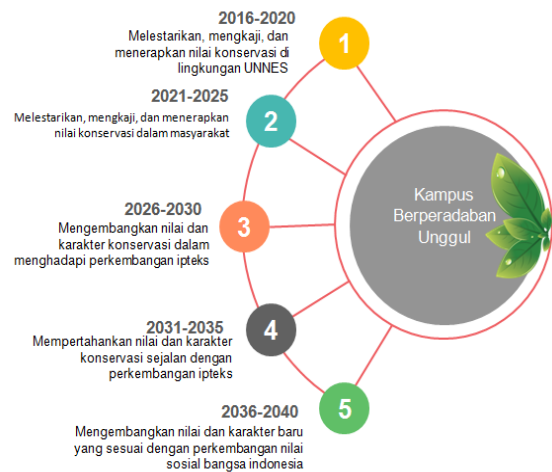 2016-2020
Melestarikan, mengkaji, dan
menerapkan nilai konservasi di
lingkungan UNNES
1
2021-2025
Melestarikan, mengkaji, dan menerapkan
nilai konservasi dalam masyarakat
2
2026-2030
Mengembangkan nilai dan
karakter konservasi dalam
menghadapi perkembangan ipteks
3
2031-2035
Mempertahankan nilai dan karakter
konservasi sejalan dengan
perkembangan ipteks
4
2036-2040
Mengembangkan nilai dan karakter baru
yang sesuai dengan perkembangan nilai
sosial bangsa indonesia
5
Kampus
Berperadaban
Unggul